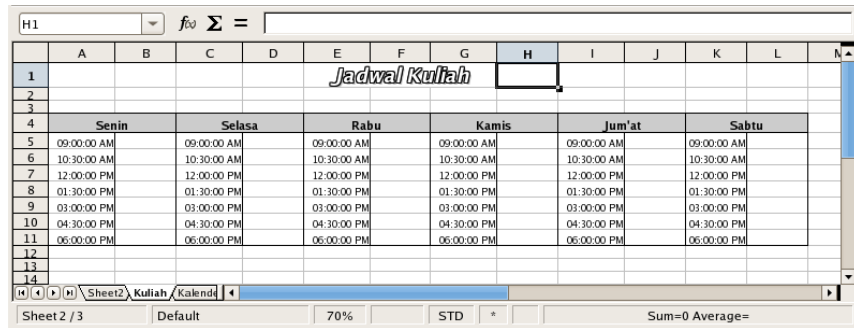 H1 f(x) Σ =
A B C D E F G H I J K L M
1 Jadwal Kuliah
2
3
4 Senin Selasa Rabu Kamis Jum'at Sabtu
5 09:00:00 AM 09:00:00 AM 09:00:00 AM 09:00:00 AM 09:00:00 AM 09:00:00 AM
6 10:30:00 AM 10:30:00 AM 10:30:00 AM 10:30:00 AM 10:30:00 AM 10:30:00 AM
7 12:00:00 PM 12:00:00 PM 12:00:00 PM 12:00:00 PM 12:00:00 PM 12:00:00 PM
8 01:30:00 PM 01:30:00 PM 01:30:00 PM 01:30:00 PM 01:30:00 PM 01:30:00 PM
9 03:00:00 PM 03:00:00 PM 03:00:00 PM 03:00:00 PM 03:00:00 PM 03:00:00 PM
10 04:30:00 PM 04:30:00 PM 04:30:00 PM 04:30:00 PM 04:30:00 PM 04:30:00 PM
11 06:00:00 PM 06:00:00 PM 06:00:00 PM 06:00:00 PM 06:00:00 PM 06:00:00 PM
12
13
14
Sheet2 Kuliah Kalende
Sheet 2 / 3 Default 70% STD * Sum=0 Average=